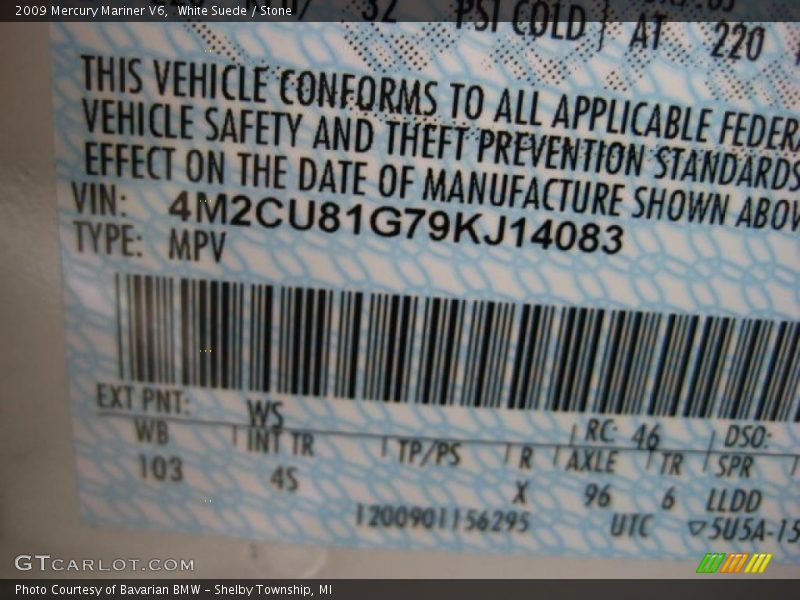 2009 Mercury Mariner V6, White Suede / Stone
32 PSI COLD AT 220
THIS VEHICLE CONFORMS TO ALL APPLICABLE FEDERA
VEHICLE SAFETY AND THEFT PREVENTION STANDARDS
EFFECT ON THE DATE OF MANUFACTURE SHOWN ABOV
VIN: 4M2CU81G79KJ14083
TYPE: MPV
EXT PNT: WS RC: 46 DSO:
WB INT TR TP/PS R AXLE TR SPR
103 45 X 96 6 LLDD
1200901156295 UTC ▽5U5A-15
GTCARLOT.COM
Photo Courtesy of Bavarian BMW – Shelby Township, MI